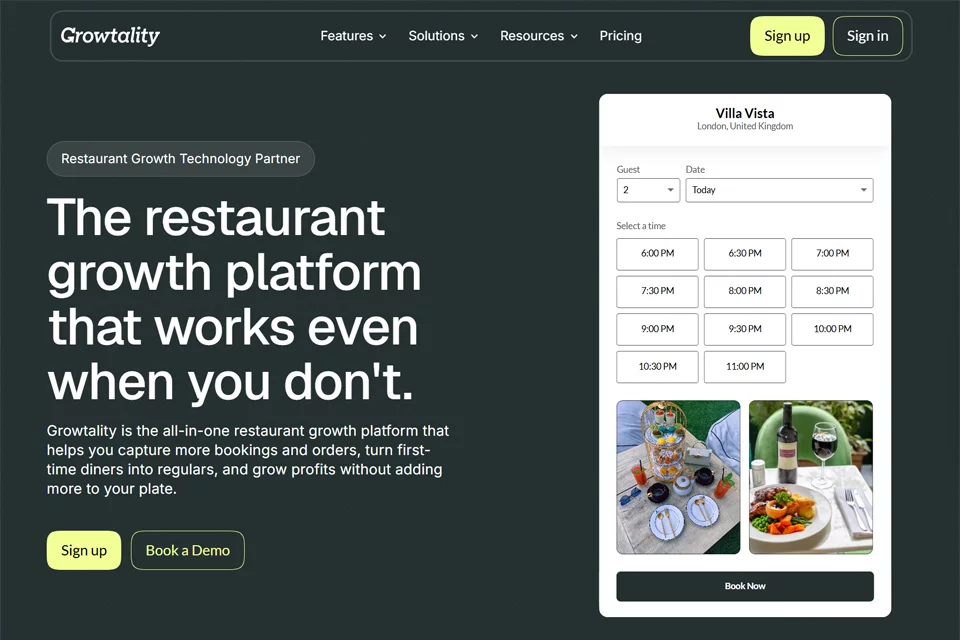 Growtality
Features
Solutions
Resources
Pricing
Sign up
Sign in
Restaurant Growth Technology Partner
The restaurant
growth platform
that works even
when you don't.
Growtality is the all-in-one restaurant growth platform that
helps you capture more bookings and orders, turn first-
time diners into regulars, and grow profits without adding
more to your plate.
Sign up
Book a Demo
Villa Vista
London, United Kingdom
Guest
Date
2
Today
Select a time
6:00 PM
6:30 PM
7:00 PM
7:30 PM
8:00 PM
8:30 PM
9:00 PM
9:30 PM
10:00 PM
10:30 PM
11:00 PM
Book Now